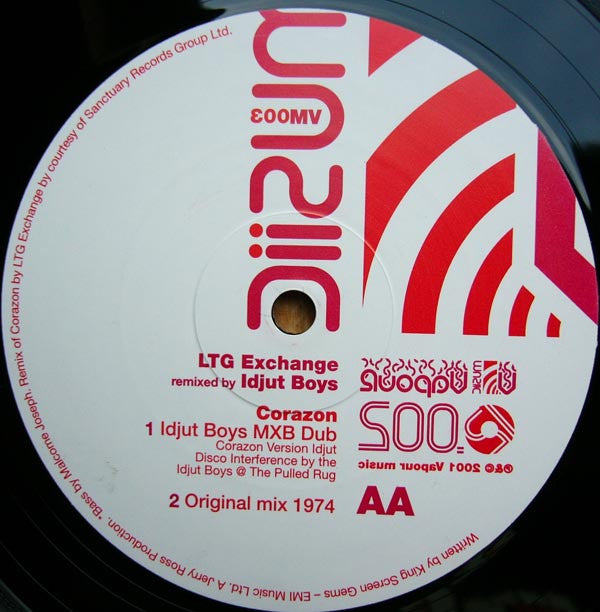 music
VM003
LTG Exchange
remixed by Idjut Boys
Corazon
1 Idjut Boys MXB Dub
Corazon Version Idjut
Disco Interference by the
Idjut Boys @ The Pulled Rug
2 Original mix 1974
music
.002
℗&© 2001 Vapour music
AA
Written by King Screen Gems – EMI Music Ltd. A Jerry Ross Production. *Bass by Malcome Joseph. Remix of Corazon by LTG Exchange by courtesy of Sanctuary Records Group Ltd.